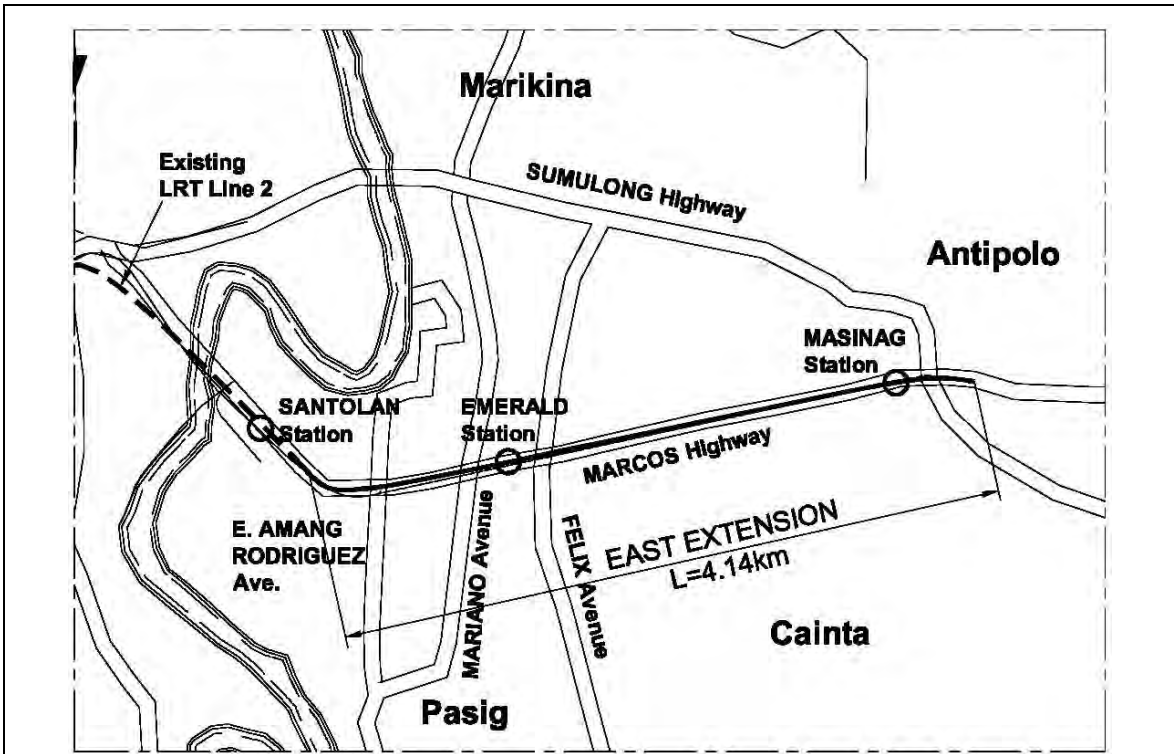 Marikina
Existing
LRT Line 2
SUMULONG Highway
Antipolo
MASINAG
Station
SANTOLAN
Station
EMERALD
Station
MARCOS Highway
E. AMANG
RODRIGUEZ
Ave.
MARIANO Avenue
FELIX Avenue
EAST EXTENSION
L=4.14km
Cainta
Pasig